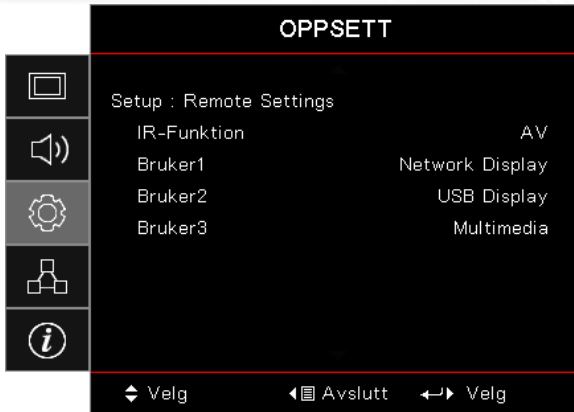 OPPSETT
Setup : Remote Settings
IR-Funktion AV
Bruker1 Network Display
Bruker2 USB Display
Bruker3 Multimedia
Velg Avslutt Velg